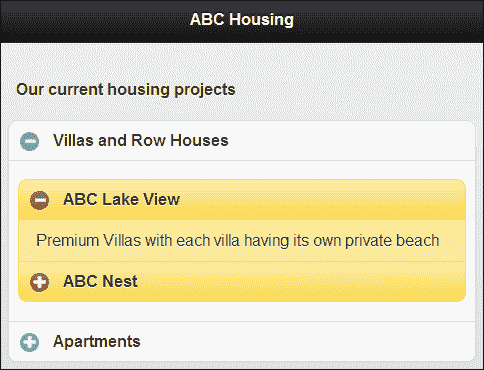 ABC Housing
Our current housing projects
Villas and Row Houses
ABC Lake View
Premium Villas with each villa having its own private beach
ABC Nest
Apartments